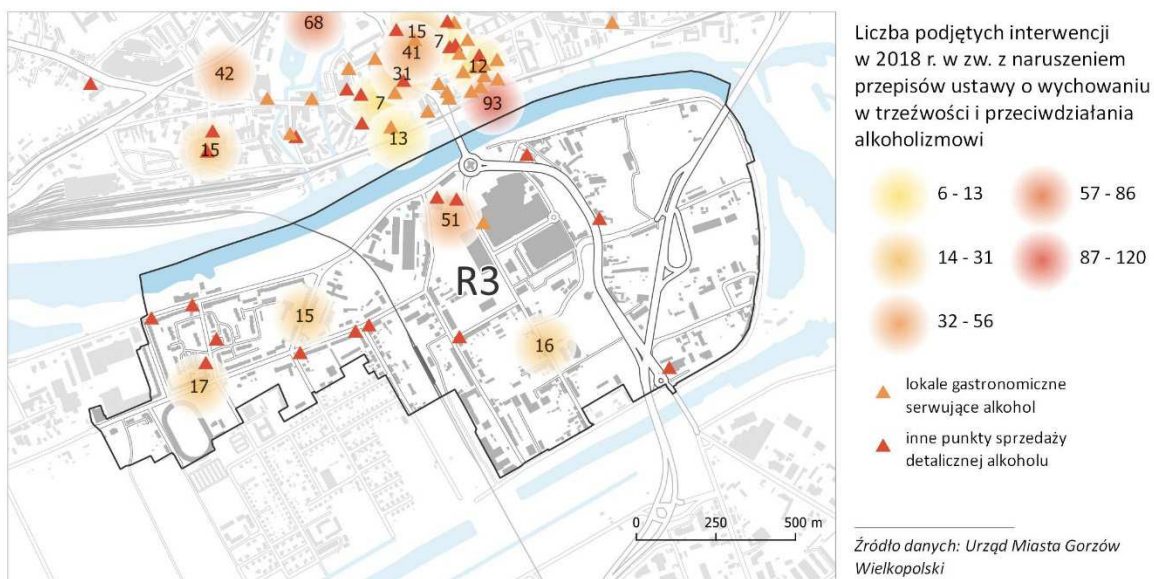 68
15
7
41
42
31
12
7
93
13
15
51
R3
15
16
17
0 250 500 m
Liczba podjętych interwencji
w 2018 r. w zw. z naruszeniem
przepisów ustawy o wychowaniu
w trzeźwości i przeciwdziałania
alkoholizmowi
6 - 13
57 - 86
14 - 31
87 - 120
32 - 56
lokale gastronomiczne
serwujące alkohol
inne punkty sprzedaży
detalicznej alkoholu
Źródło danych: Urząd Miasta Gorzów
Wielkopolski